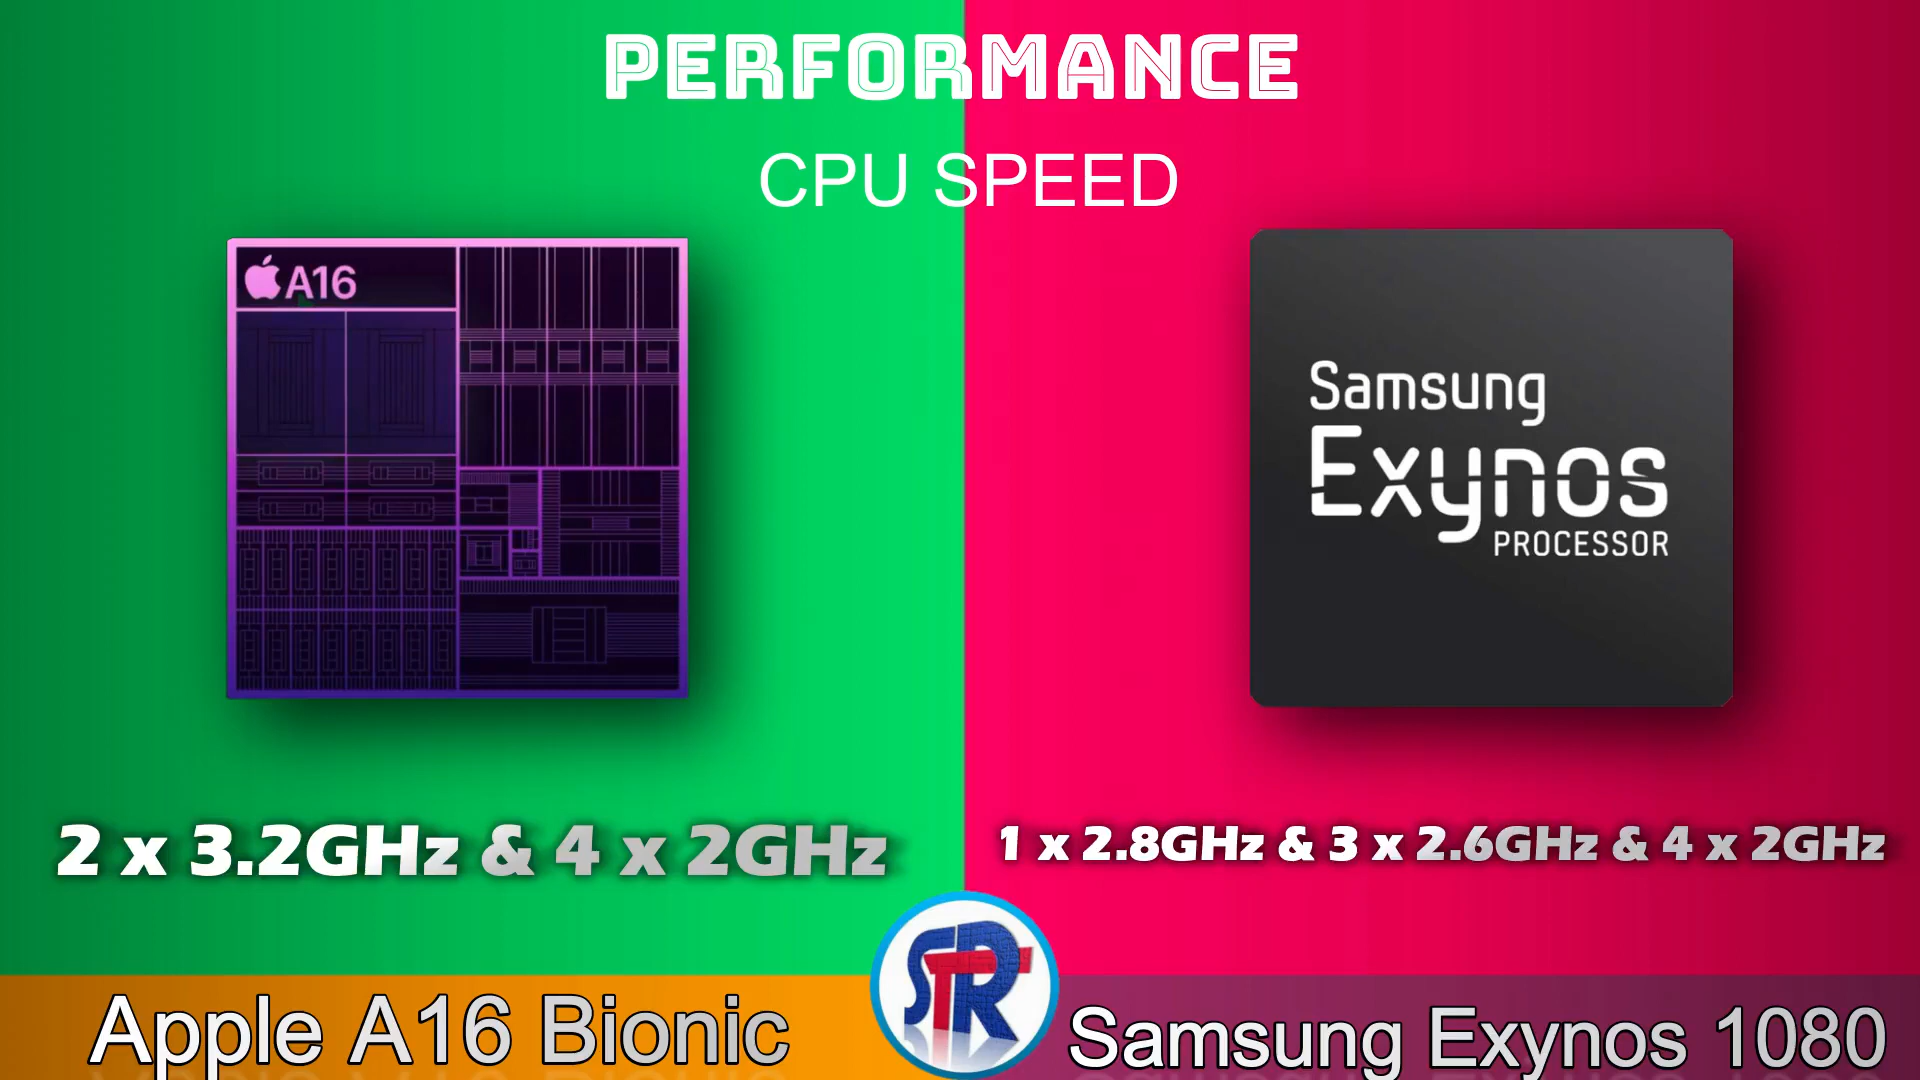 PERFORMANCE
CPU SPEED
A16
Samsung
Exynos
PROCESSOR
2 x 3.2GHz & 4 x 2GHz
1 x 2.8GHz & 3 x 2.6GHz & 4 x 2GHz
STR
Apple A16 Bionic
Samsung Exynos 1080